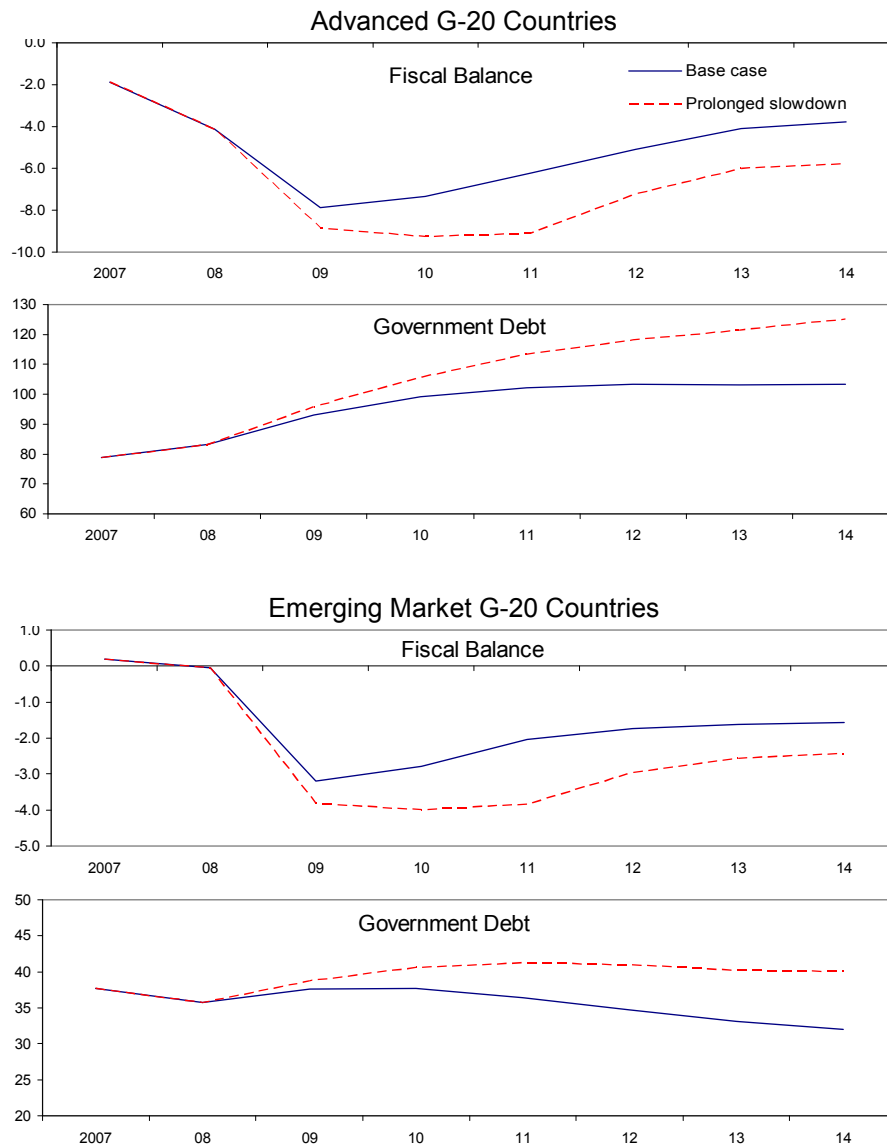 Advanced G-20 Countries
0.0
Fiscal Balance
Base case
Prolonged slowdown
-2.0
-4.0
-6.0
-8.0
-10.0
2007 08 09 10 11 12 13 14
130
Government Debt
120
110
100
90
80
70
60
2007 08 09 10 11 12 13 14
Emerging Market G-20 Countries
1.0
Fiscal Balance
0.0
-1.0
-2.0
-3.0
-4.0
-5.0
2007 08 09 10 11 12 13 14
50
Government Debt
45
40
35
30
25
20
2007 08 09 10 11 12 13 14